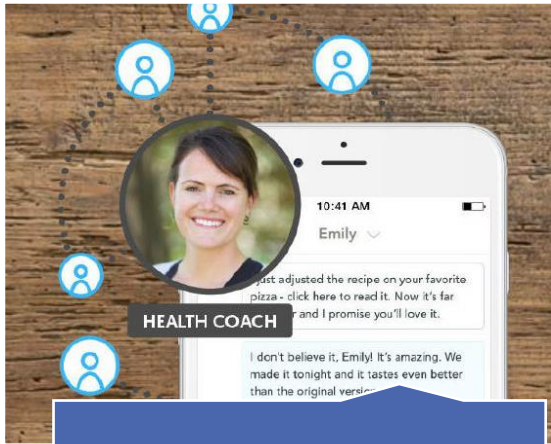 10:41 AM
Emily
just adjusted the recipe on your favorite
pizza - click here to read it. Now it's far
and I promise you'll love it.
HEALTH COACH
I don't believe it, Emily! It's amazing. We
made it tonight and it tastes even better
than the original